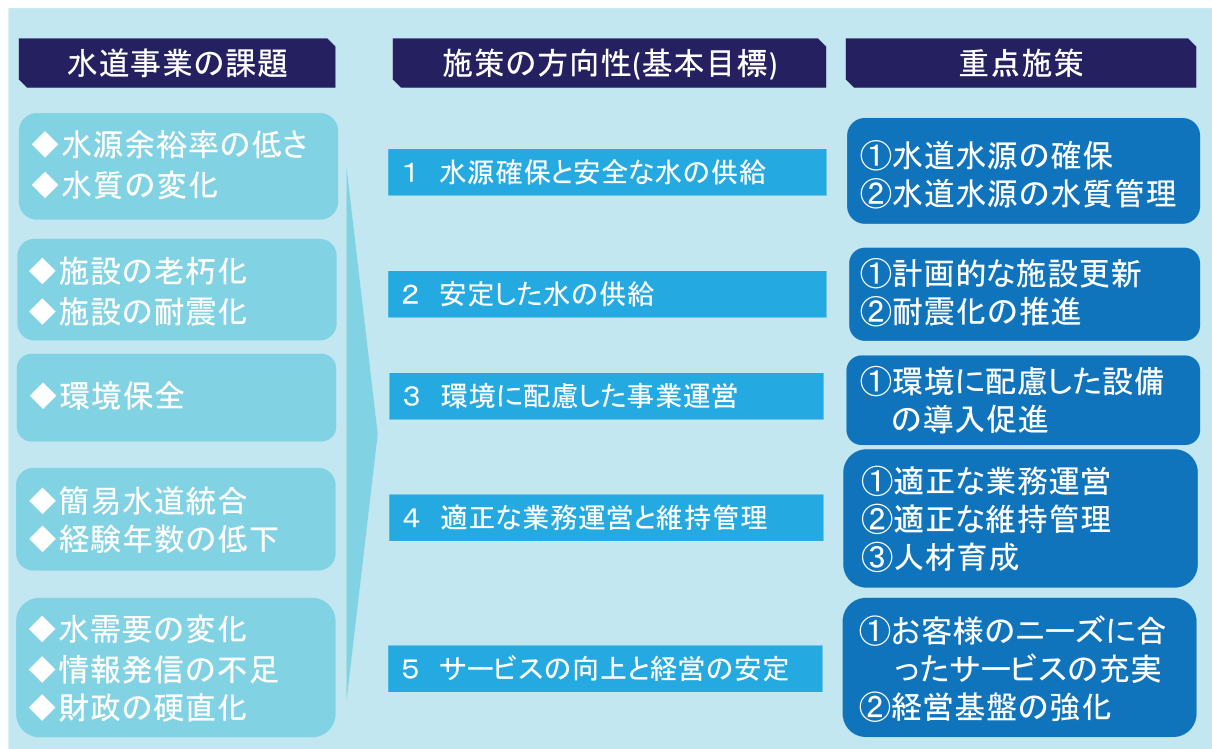 水道事業の課題
施策の方向性(基本目標)
重点施策
◆水源余裕率の低さ
◆水質の変化
1 水源確保と安全な水の供給
①水道水源の確保
②水道水源の水質管理
◆施設の老朽化
◆施設の耐震化
2 安定した水の供給
①計画的な施設更新
②耐震化の推進
◆環境保全
3 環境に配慮した事業運営
①環境に配慮した設備
の導入促進
◆簡易水道統合
◆経験年数の低下
4 適正な業務運営と維持管理
①適正な業務運営
②適正な維持管理
③人材育成
◆水需要の変化
◆情報発信の不足
◆財政の硬直化
5 サービスの向上と経営の安定
①お客様のニーズに合
ったサービスの充実
②経営基盤の強化